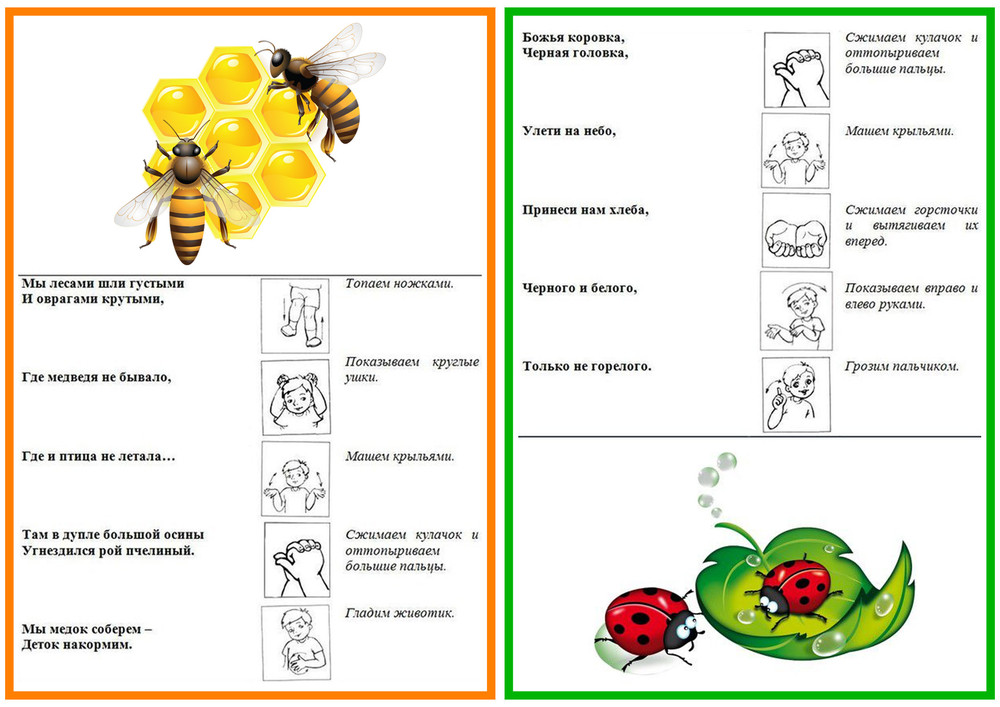 Мы лесами шли густыми
И оврагами крутыми,
Топаем ножками.
Где медведя не бывало,
Показываем круглые
ушки.
Где и птица не летала…
Машем крыльями.
Там в дупле большой осины
Угнездился рой пчелиный.
Сжимаем кулачок и
оттопыриваем
большие пальцы.
Мы медок соберем –
Деток накормим.
Гладим животик.
Божья коровка,
Черная головка,
Сжимаем кулачок и
оттопыриваем
большие пальцы.
Улети на небо,
Машем крыльями.
Принеси нам хлеба,
Сжимаем горсточки
и вытягиваем их
вперед.
Черного и белого,
Показываем вправо и
влево руками.
Только не горелого.
Грозим пальчиком.